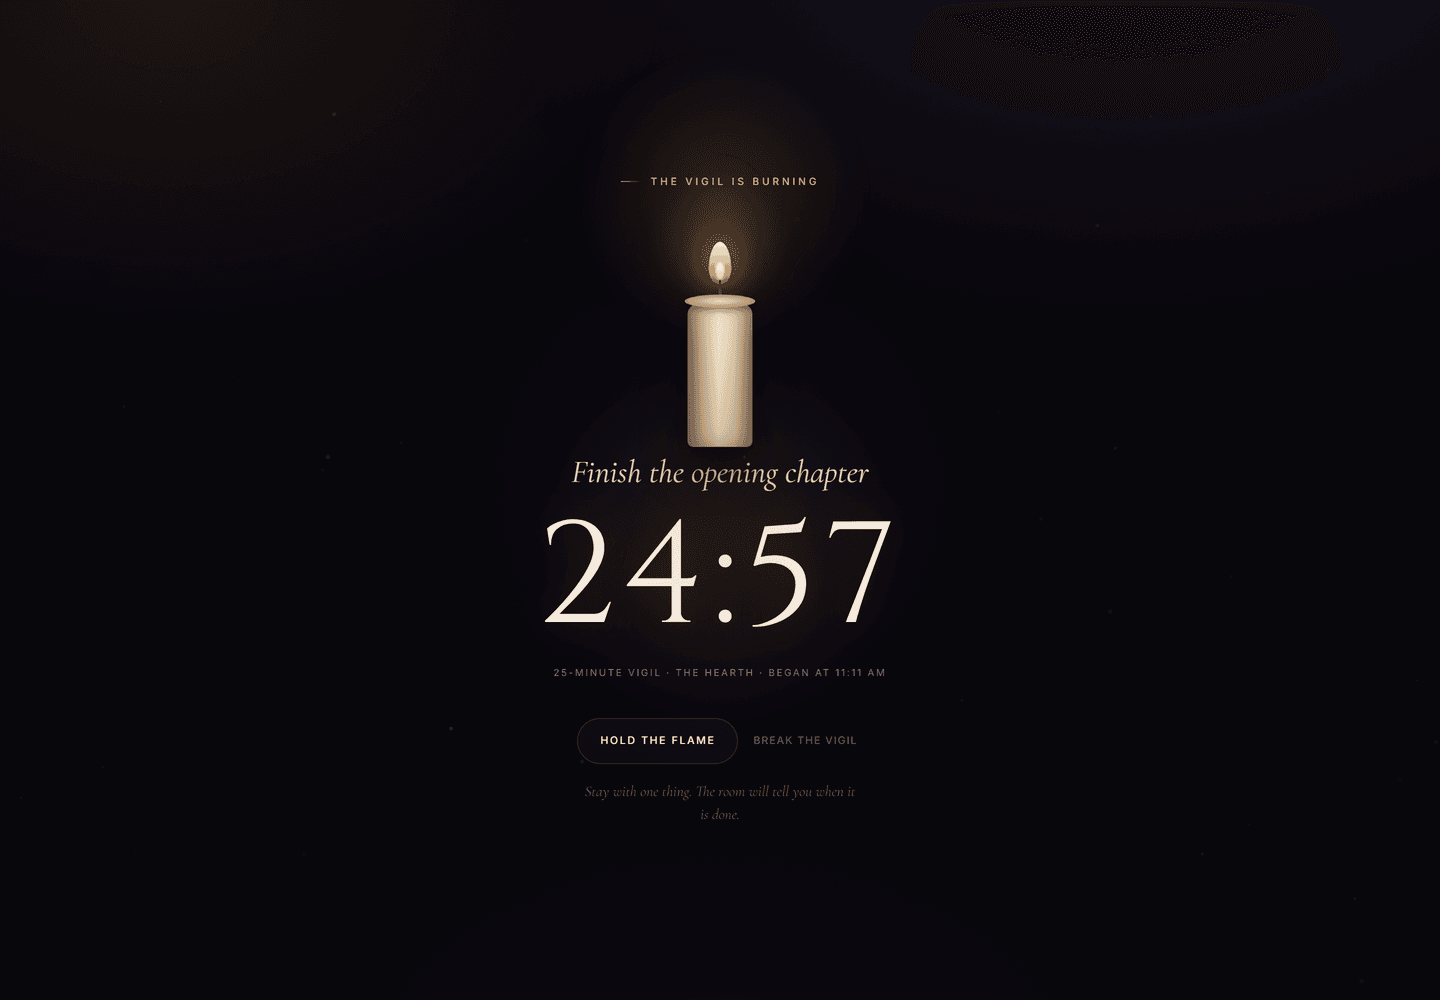 THE VIGIL IS BURNING
Finish the opening chapter
24:57
25-MINUTE VIGIL · THE HEARTH · BEGAN AT 11:11 AM
HOLD THE FLAME
BREAK THE VIGIL
Stay with one thing. The room will tell you when it
is done.